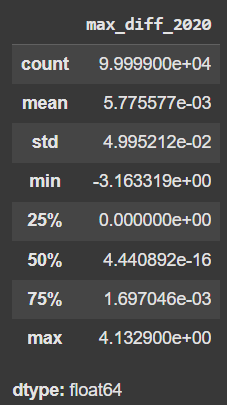 max_diff_2020
count 9.999900e+04
mean 5.775577e-03
std 4.995212e-02
min -3.163319e+00
25% 0.000000e+00
50% 4.440892e-16
75% 1.697046e-03
max 4.132900e+00
dtype: float64